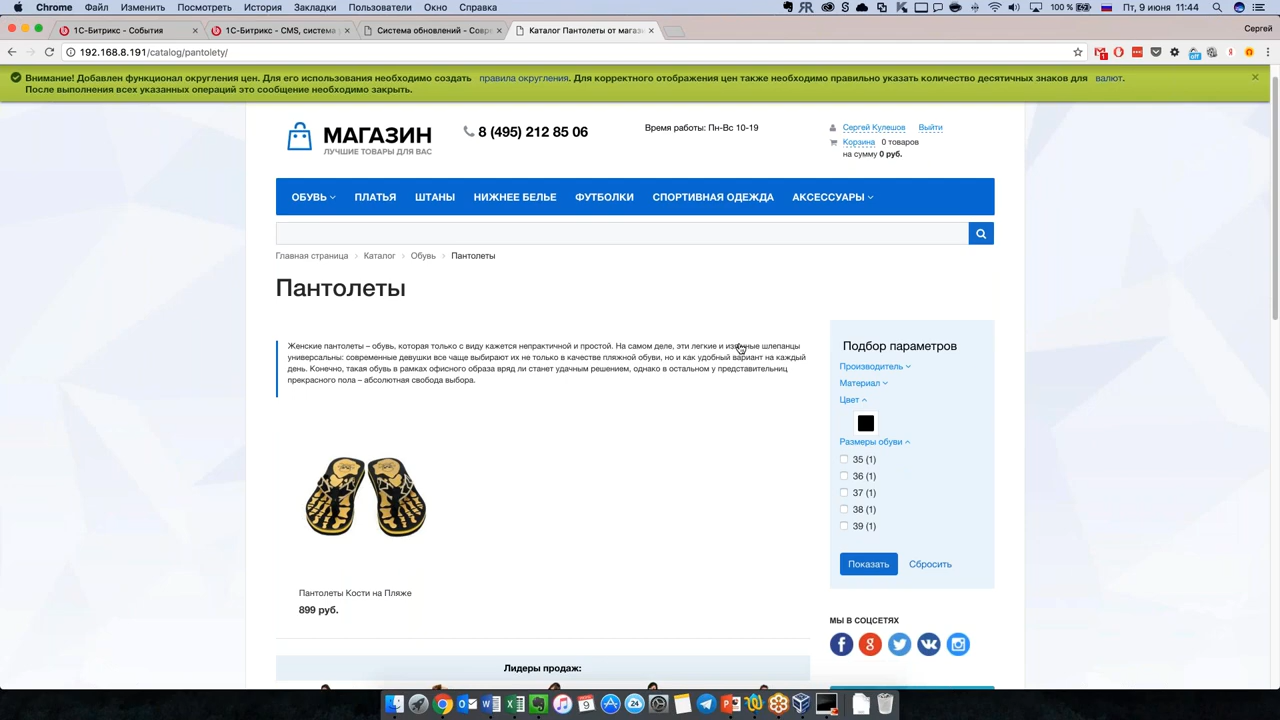 Chrome Файл Изменить Посмотреть История Закладки Пользователи Окно Справка 100 % Пт, 9 июня 11:44
1С-Битрикс - События
1С-Битрикс - CMS, система
Система обновлений - Совре
Каталог Пантолеты от магаз
Сергей
192.168.8.191/catalog/pantolety/
Внимание! Добавлен функционал округления цен. Для его использования необходимо создать правила округления. Для корректного отображения цен также необходимо правильно указать количество десятичных знаков для валют.
После выполнения всех указанных операций это сообщение необходимо закрыть.
МАГАЗИН
ЛУЧШИЕ ТОВАРЫ ДЛЯ ВАС
8 (495) 212 85 06
Время работы: Пн-Вс 10-19
Сергей Кулешов Выйти
Корзина 0 товаров
на сумму 0 руб.
ОБУВЬ ПЛАТЬЯ ШТАНЫ НИЖНЕЕ БЕЛЬЕ ФУТБОЛКИ СПОРТИВНАЯ ОДЕЖДА АКСЕССУАРЫ
Главная страница Каталог Обувь Пантолеты
Пантолеты
Женские пантолеты – обувь, которая только с виду кажется непрактичной и простой. На самом деле, эти легкие и изящные шлепанцы
универсальны: современные девушки все чаще выбирают их не только в качестве пляжной обуви, но и как удобный вариант на каждый
день. Конечно, такая обувь в рамках офисного образа вряд ли станет удачным решением, однако в остальном у представительниц
прекрасного пола – абсолютная свобода выбора.
Пантолеты Кости на Пляже
899 руб.
Лидеры продаж:
Подбор параметров
Производитель
Материал
Цвет
Размеры обуви
35 (1)
36 (1)
37 (1)
38 (1)
39 (1)
Показать Сбросить
МЫ В СОЦСЕТЯХ